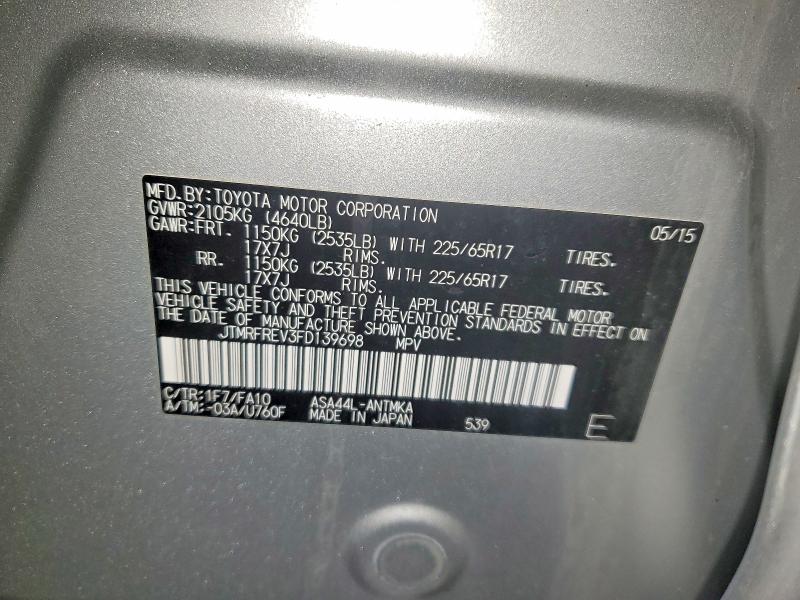 MFD. BY: TOYOTA MOTOR CORPORATION 05/15
GVWR: 2105KG (4640LB)
GAWR: FRT. 1150KG (2535LB) WITH 225/65R17 TIRES.
17X7J RIMS.
RR. 1150KG (2535LB) WITH 225/65R17 TIRES.
17X7J RIMS.
THIS VEHICLE CONFORMS TO ALL APPLICABLE FEDERAL MOTOR
VEHICLE SAFETY AND THEFT PREVENTION STANDARDS IN EFFECT ON
THE DATE OF MANUFACTURE SHOWN ABOVE.
JTMRFREV3FD139698 MPV
C/TR: 1F7/FA10 ASA44L-ANTMKA
A/TM: -03A/U760F MADE IN JAPAN 539 E